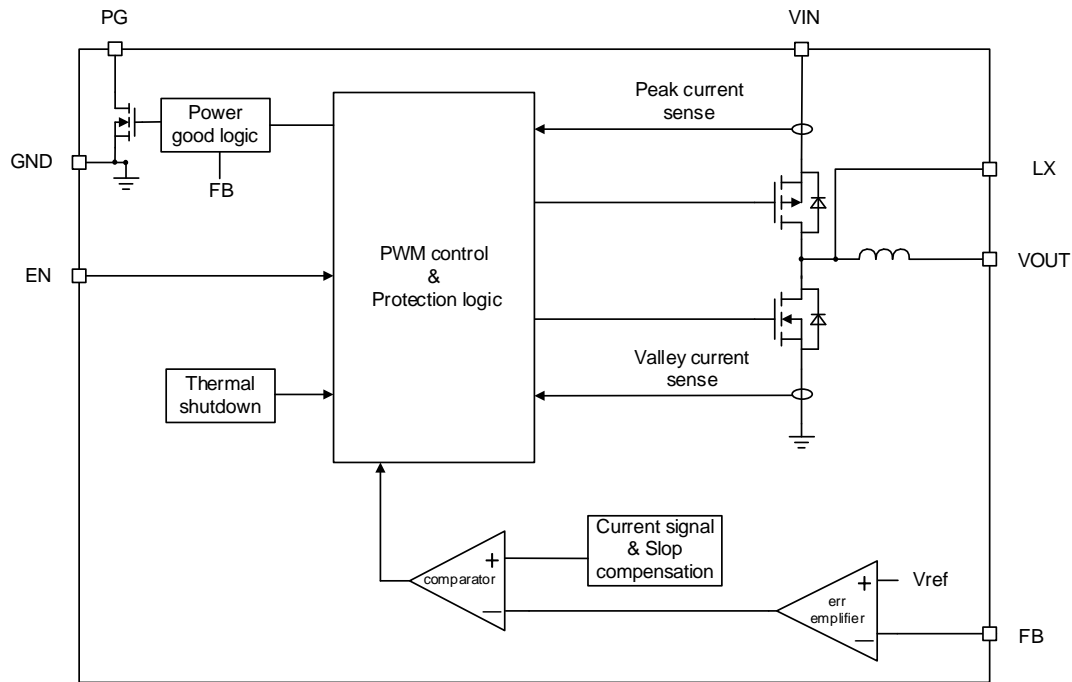 PG
VIN
Peak current
sense
Power
good logic
GND
LX
FB
PWM control
&
Protection logic
EN
VOUT
Valley current
sense
Thermal
shutdown
Current signal
& Slop
compensation
+
comparator
—
+
Vref
err
emplifier
—
FB